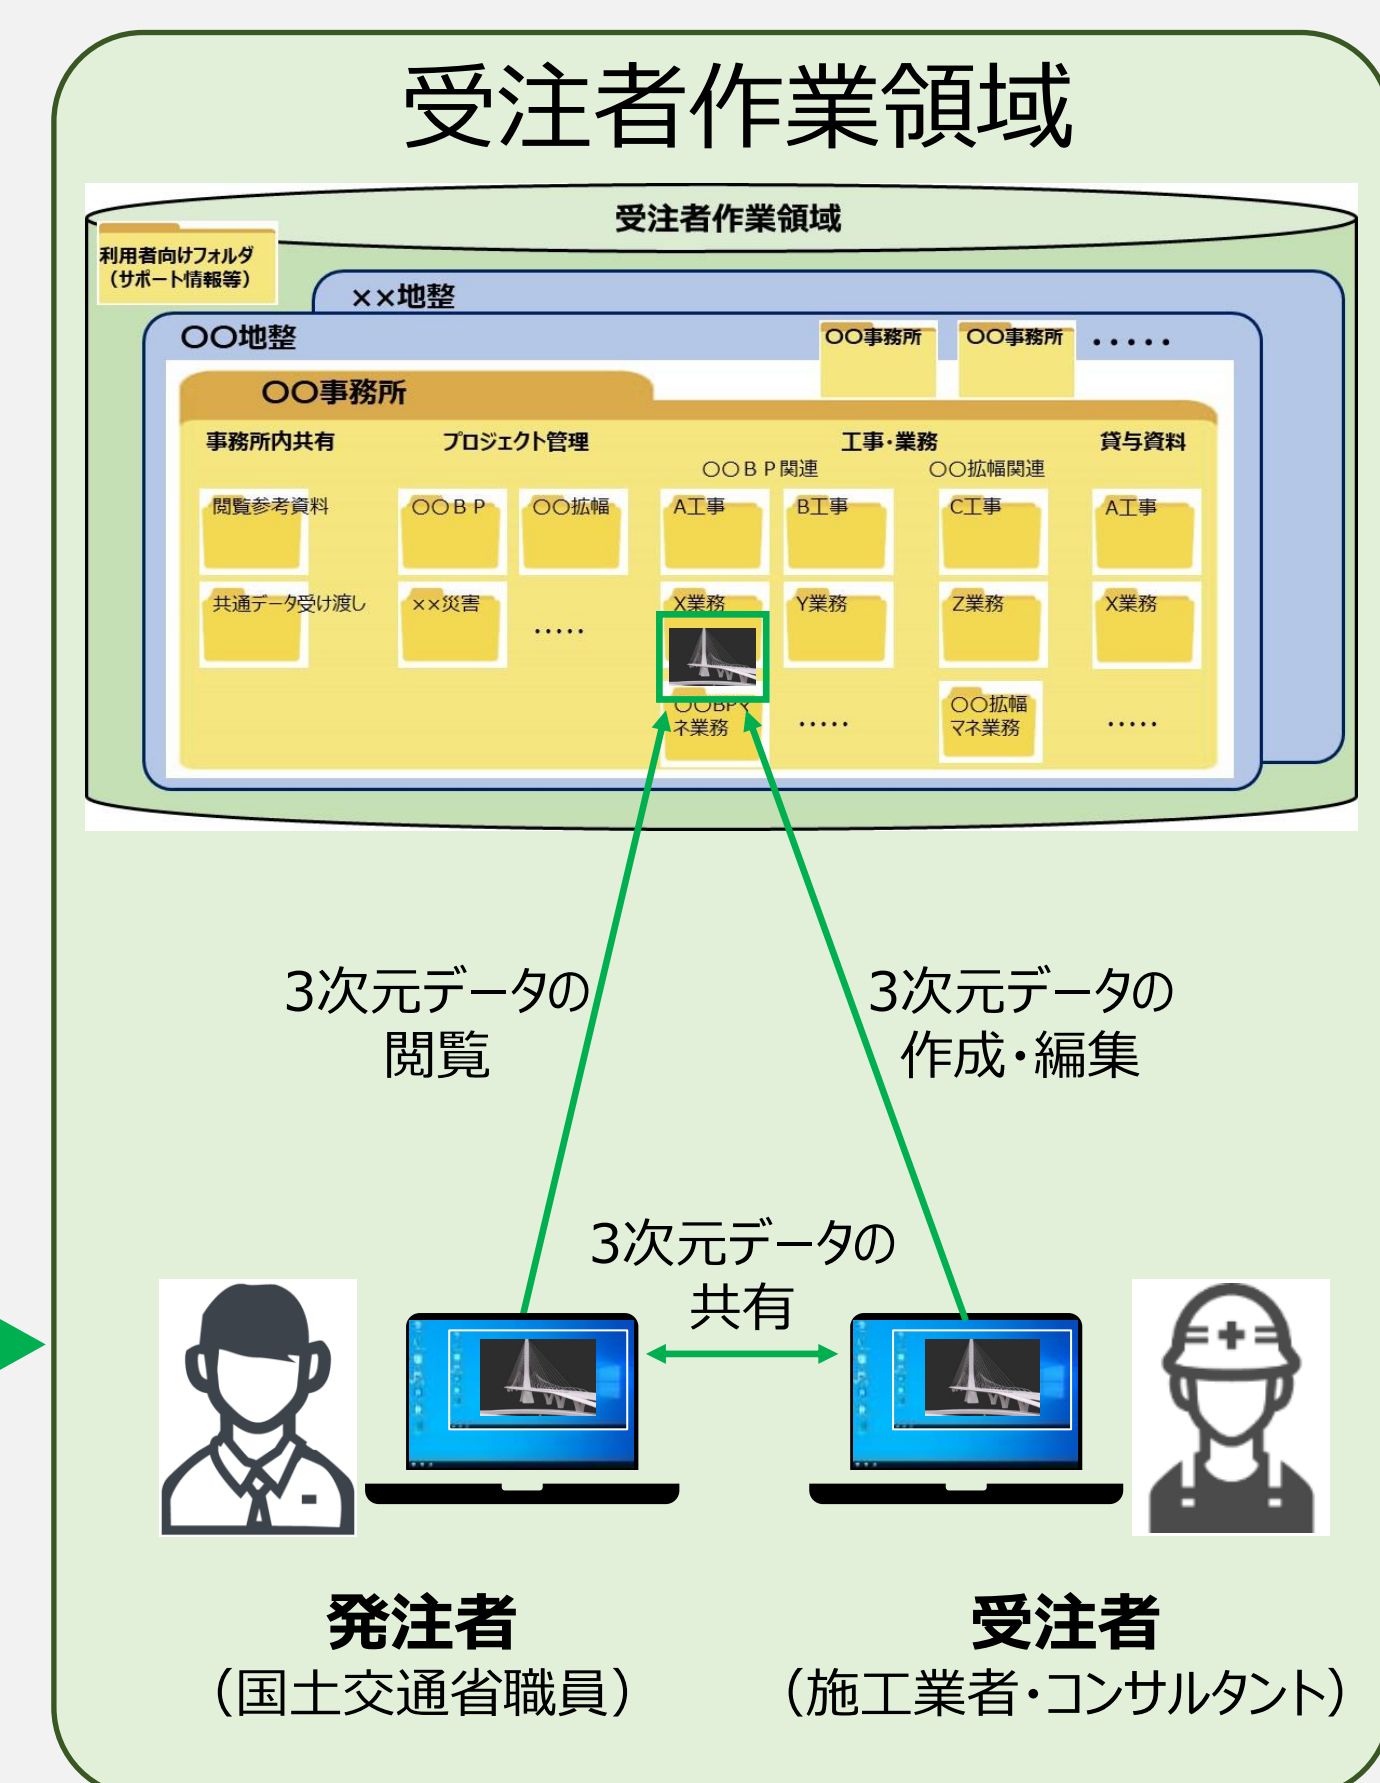 受注者作業領域
受注者作業領域
利用者向けフォルダ
（サポート情報等）
××地整
〇〇地整
〇〇事務所
〇〇事務所
・・・・・
〇〇事務所
事務所内共有
プロジェクト管理
工事・業務
貸与資料
〇〇ＢＰ関連
〇〇拡幅関連
閲覧参考資料
〇〇ＢＰ
〇〇拡幅
A工事
B工事
C工事
A工事
共通データ受け渡し
××災害
・・・・・
X業務
Y業務
Z業務
X業務
〇〇BPマ
ネ業務
・・・・・
〇〇拡幅
マネ業務
・・・・・
3次元データの
閲覧
3次元データの
作成・編集
3次元データの
共有
発注者
（国土交通省職員）
受注者
（施工業者・コンサルタント）